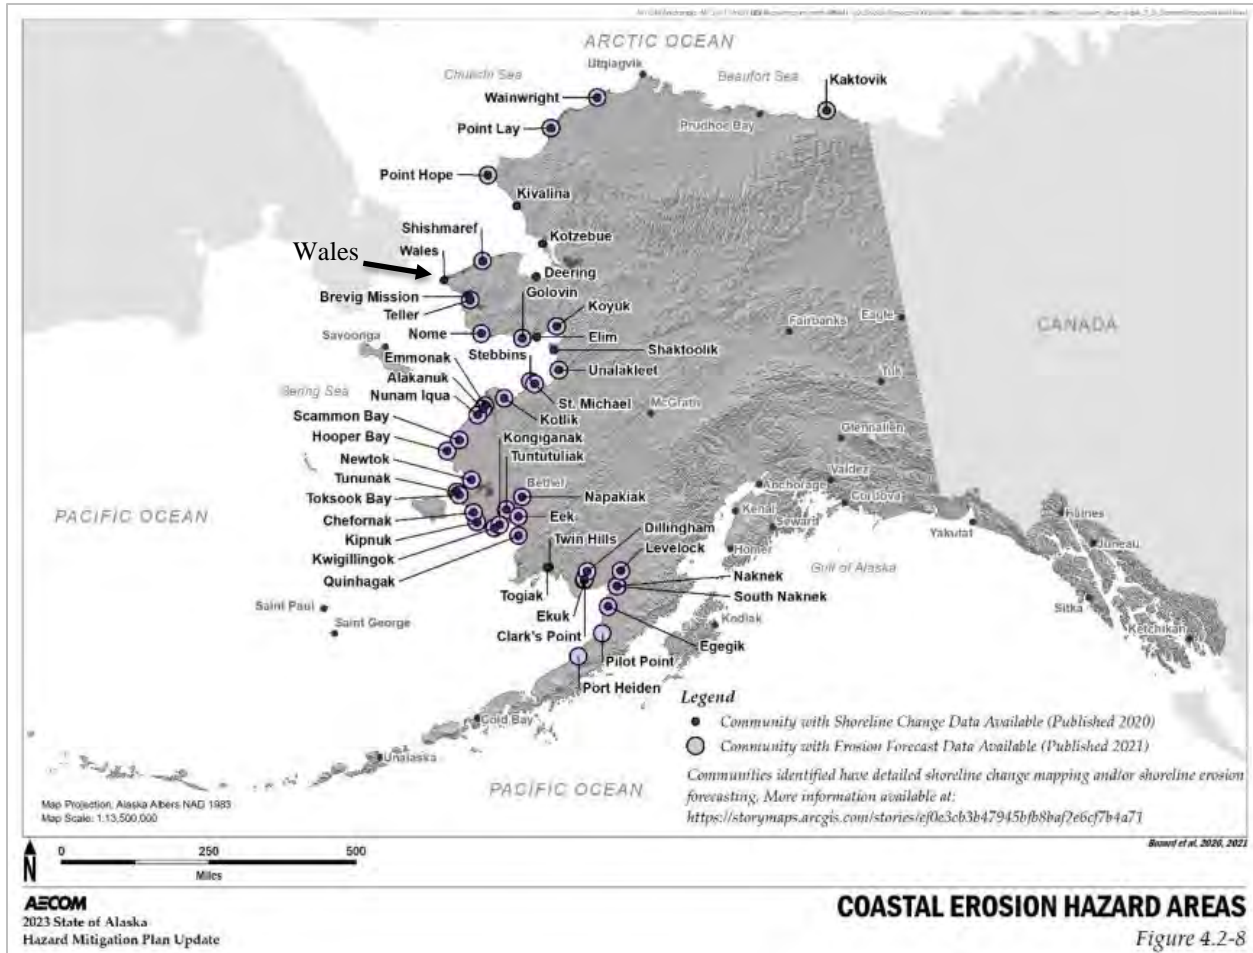 ARCTIC OCEAN
Utqiagvik
Chukchi Sea
Beaufort Sea
Kaktovik
Wainwright
Prudhoe Bay
Point Lay
Point Hope
Kivalina
Shishmaref
Kotzebue
Wales
Wales
Deering
Golovin
Brevig Mission
Koyuk
Teller
Fairbanks
Eagle
CANADA
Nome
Elim
Savoonga
Stebbins
Shaktoolik
Emmonak
Unalakleet
Alakanuk
Tok
Bering Sea
Nunam Iqua
St. Michael
McGrath
Kotlik
Scammon Bay
Glennallen
Hooper Bay
Kongiganak
Newtok
Tuntutuliak
Valdez
Tununak
Bethel
Anchorage
Toksook Bay
Napakiak
Cordova
PACIFIC OCEAN
Kenai
Haines
Chefornak
Eek
Dillingham
Seward
Yakutat
Kipnuk
Twin Hills
Levelock
Juneau
Kwigillingok
Homer
Gulf of Alaska
Quinhagak
Naknek
Togiak
South Naknek
Saint Paul
Ekuk
Kodiak
Sitka
Saint George
Clark's Point
Egegik
Ketchikan
Pilot Point
Port Heiden
Cold Bay
Unalaska
PACIFIC OCEAN
Legend
Community with Shoreline Change Data Available (Published 2020)
Community with Erosion Forecast Data Available (Published 2021)
Communities identified have detailed shoreline change mapping and/or shoreline erosion
forecasting. More information available at:
https://storymaps.arcgis.com/stories/ef0e3cb3b47945bfb8baf2e6cf7b4a71
Map Projection: Alaska Albers NAD 1983
Map Scale: 1:13,500,000
et al. 2020, 2021
N
0 250 500
Miles
AECOM
2023 State of Alaska
Hazard Mitigation Plan Update
COASTAL EROSION HAZARD AREAS
Figure 4.2-8